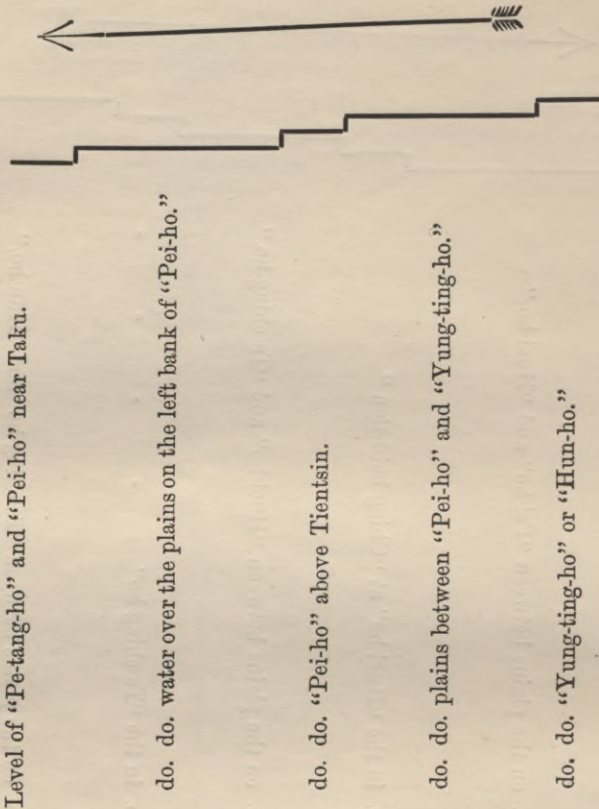 Level of “Pe-tang-ho” and “Pei-ho” near Taku.
do. do. water over the plains on the left bank of “Pei-ho.”
do. do. “Pei-ho” above Tientsin.
do. do. plains between “Pei-ho” and “Yung-ting-ho.”
do. do. “Yung-ting-ho” or “Hun-ho.”